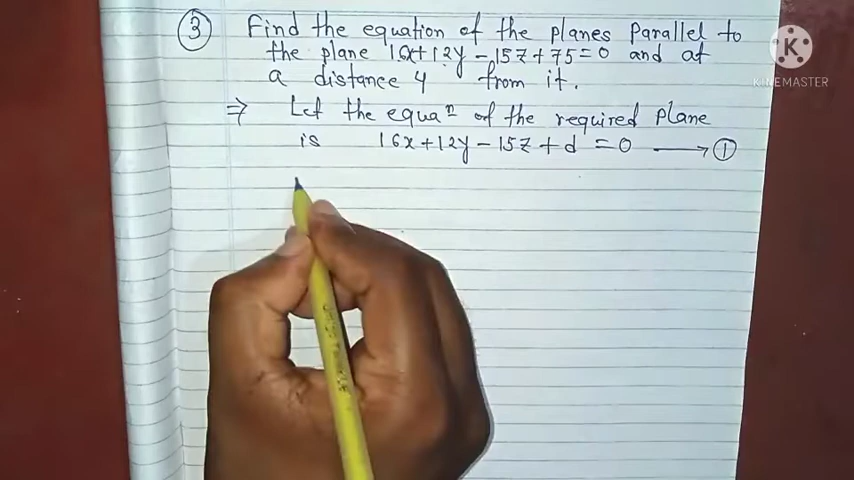 ③ Find the equation of the planes parallel to
the plane 16x+12y-15z+75=0 and at
a distance 4 from it.
⇒ Let the equaⁿ of the required plane
is 16x+12y-15z+d=0 ⟶ ①
K
KINEMASTER